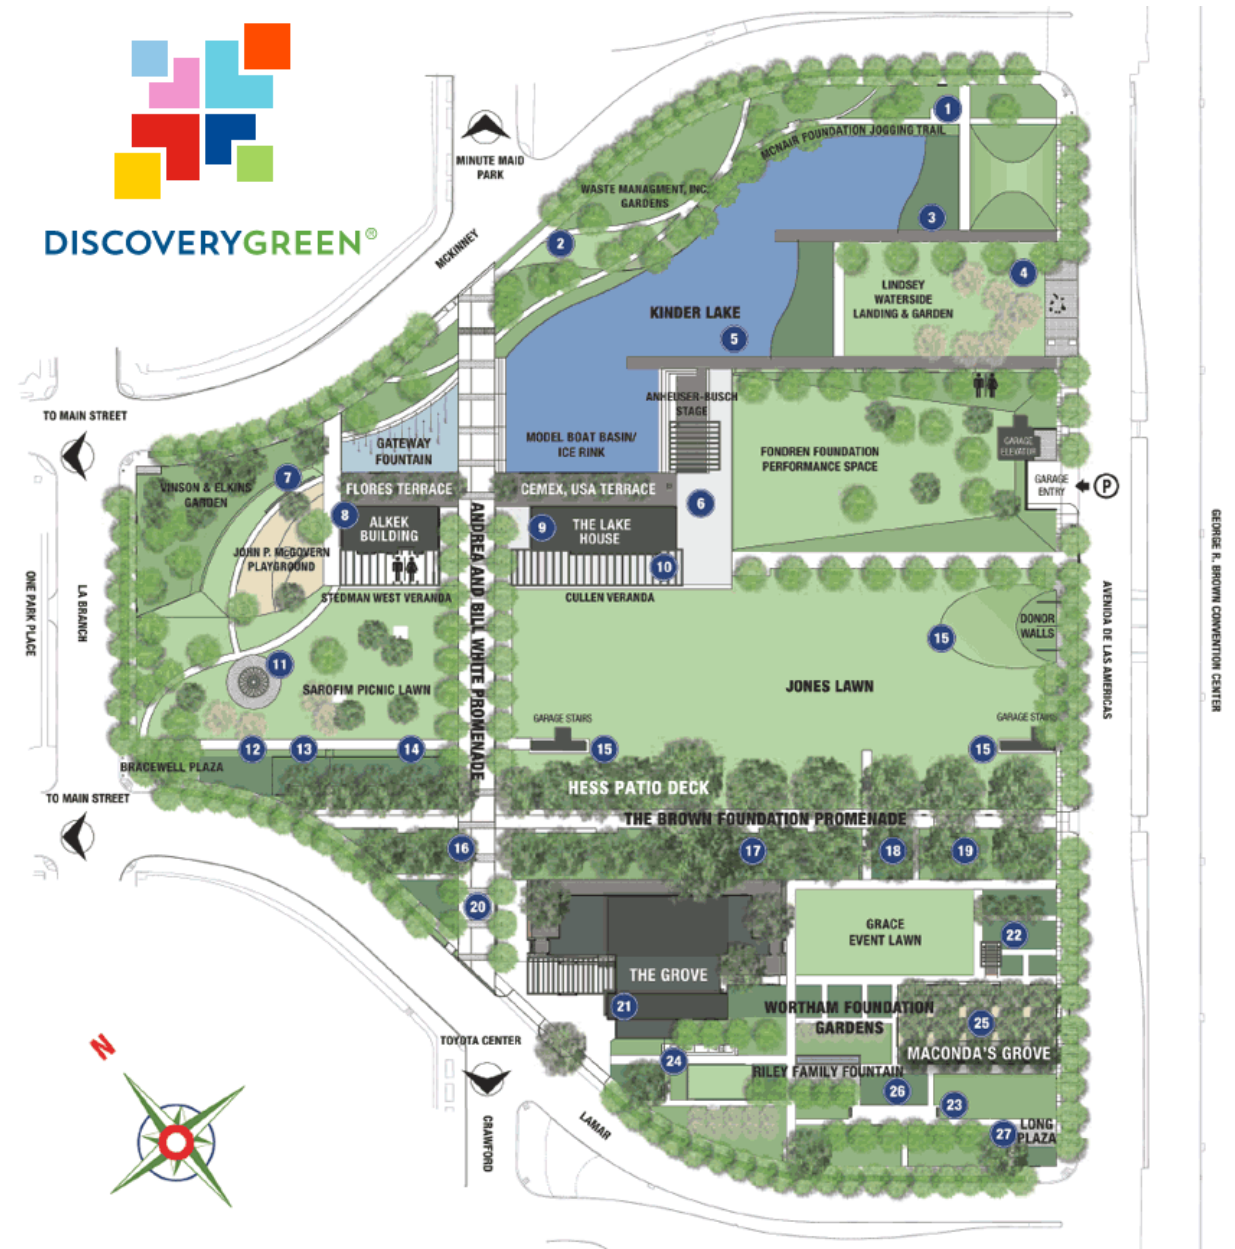 DISCOVERYGREEN®
MINUTE MAID
PARK
MCKINNEY
1
MCNAIR FOUNDATION JOGGING TRAIL
WASTE MANAGMENT, INC.
GARDENS
2
3
4
LINDSEY
WATERSIDE
LANDING & GARDEN
KINDER LAKE
5
TO MAIN STREET
ANHEUSER-BUSCH
STAGE
GATEWAY
FOUNTAIN
MODEL BOAT BASIN/
ICE RINK
FONDREN FOUNDATION
PERFORMANCE SPACE
GARAGE
ELEVATOR
GARAGE
ENTRY
P
7
VINSON & ELKINS
GARDEN
FLORES TERRACE
CEMEX, USA TERRACE
6
8
ALKEK
BUILDING
9
THE LAKE
HOUSE
10
JOHN P. McGOVERN
PLAYGROUND
STEDMAN WEST VERANDA
CULLEN VERANDA
ANDREA AND BILL WHITE PROMENADE
ONE PARK PLACE
LA BRANCH
AVENIDA DE LAS AMERICAS
GEORGE R. BROWN CONVENTION CENTER
DONOR
WALLS
15
11
SAROFIM PICNIC LAWN
JONES LAWN
GARAGE STAIRS
GARAGE STAIRS
12
13
14
15
15
BRACEWELL PLAZA
HESS PATIO DECK
TO MAIN STREET
THE BROWN FOUNDATION PROMENADE
16
17
18
19
20
GRACE
EVENT LAWN
22
THE GROVE
21
WORTHAM FOUNDATION
GARDENS
25
MACONDA'S GROVE
TOYOTA CENTER
24
RILEY FAMILY FOUNTAIN
26
23
27
LONG
PLAZA
LAMAR
CRAWFORD
N